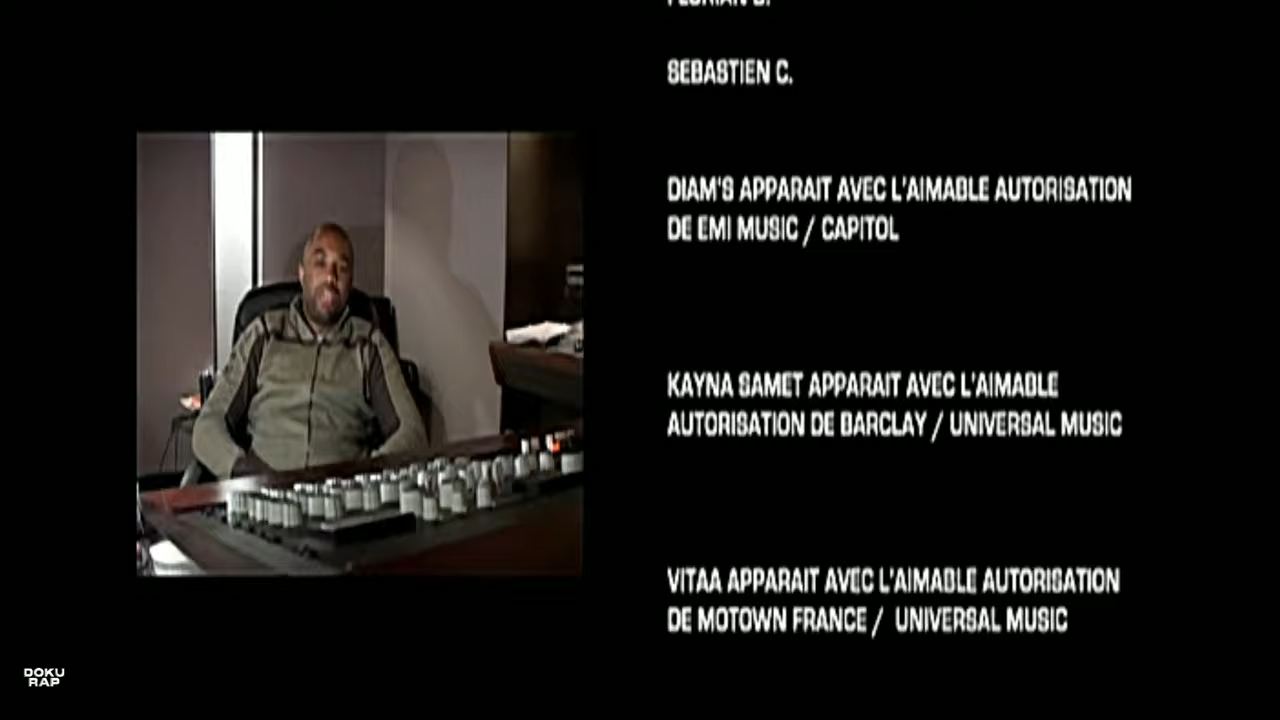 SEBASTIEN C.
DIAM'S APPARAIT AVEC L'AIMABLE AUTORISATION
DE EMI MUSIC / CAPITOL
KAYNA SAMET APPARAIT AVEC L'AIMABLE
AUTORISATION DE BARCLAY / UNIVERSAL MUSIC
VITAA APPARAIT AVEC L'AIMABLE AUTORISATION
DE MOTOWN FRANCE / UNIVERSAL MUSIC
DOKU
RAP